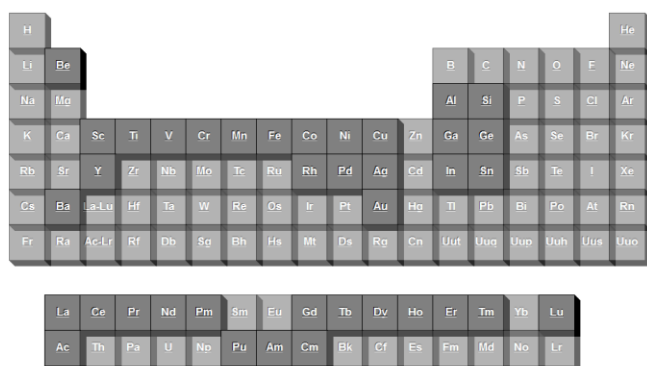 H He
Li Be B C N O F Ne
Na Mg Al Si P S Cl Ar
K Ca Sc Ti V Cr Mn Fe Co Ni Cu Zn Ga Ge As Se Br Kr
Rb Sr Y Zr Nb Mo Tc Ru Rh Pd Ag Cd In Sn Sb Te I Xe
Cs Ba La-Lu Hf Ta W Re Os Ir Pt Au Hg Tl Pb Bi Po At Rn
Fr Ra Ac-Lr Rf Db Sg Bh Hs Mt Ds Rg Cn Uut Uuq Uup Uuh Uus Uuo
La Ce Pr Nd Pm Sm Eu Gd Tb Dy Ho Er Tm Yb Lu
Ac Th Pa U Np Pu Am Cm Bk Cf Es Fm Md No Lr